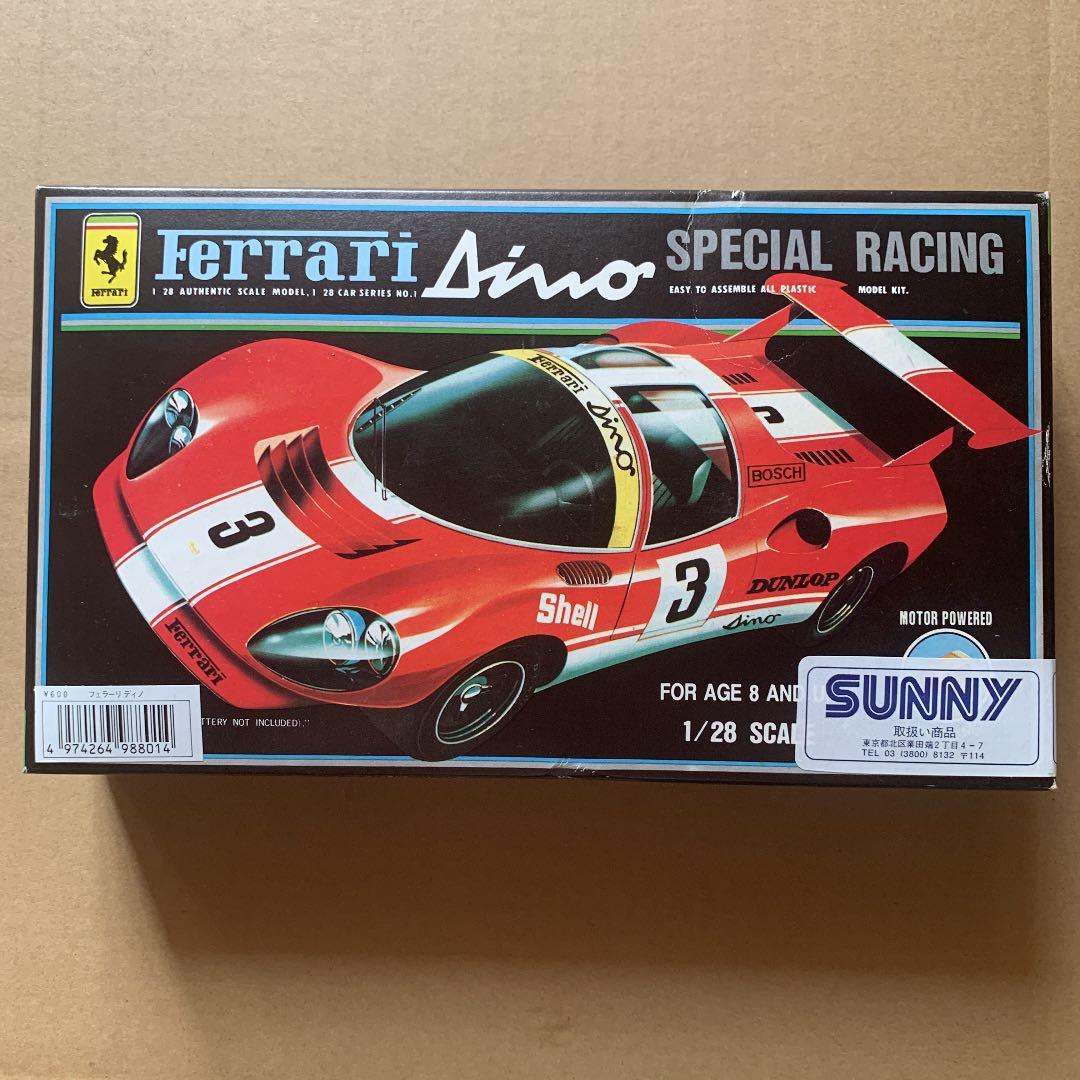 Ferrari Dino SPECIAL RACING
Ferrari
1 28 AUTHENTIC SCALE MODEL. 1 28 CAR SERIES NO.1
EASY TO ASSEMBLE ALL PLASTIC MODEL KIT.
Ferrari Dino
BOSCH
3
3
DUNLOP
Shell
Dino
Ferrari
MOTOR POWERED
FOR AGE 8 AND U
1/28 SCAL
TTERY NOT INCLUDED)."
¥600 フェラーリ ディノ
4 974264 988014
SUNNY
取扱い商品
東京都北区栗田端2丁目4-7
TEL 03 (3800) 8132 〒114